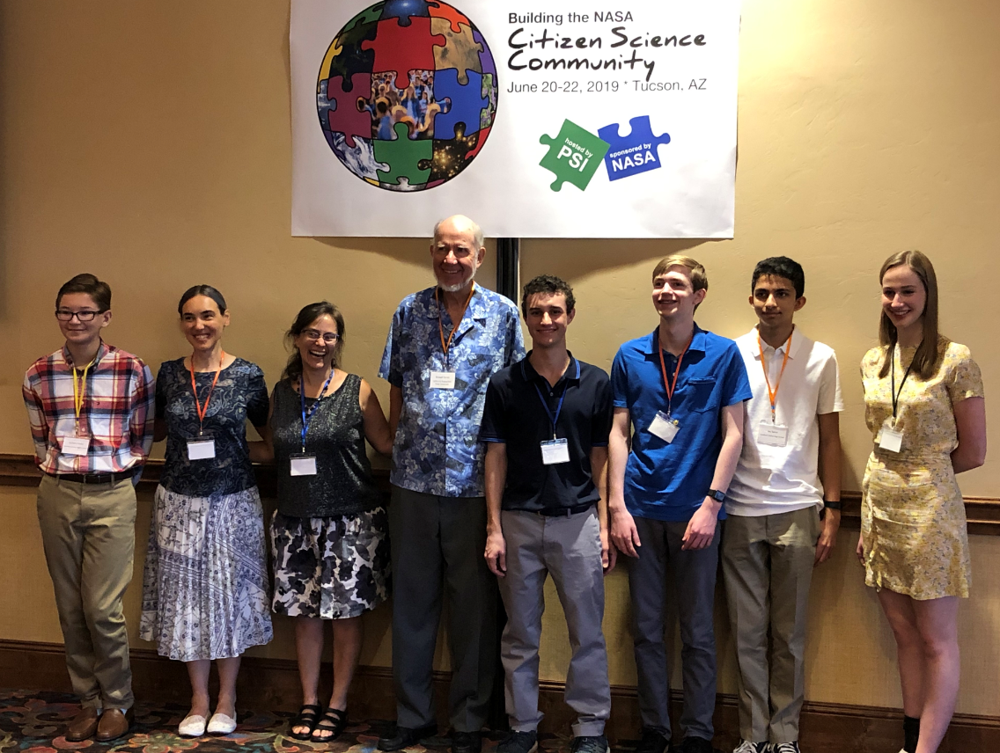 Building the NASA
Citizen Science
Community
June 20-22, 2019 * Tucson, AZ
hosted by
PSI
sponsored by
NASA